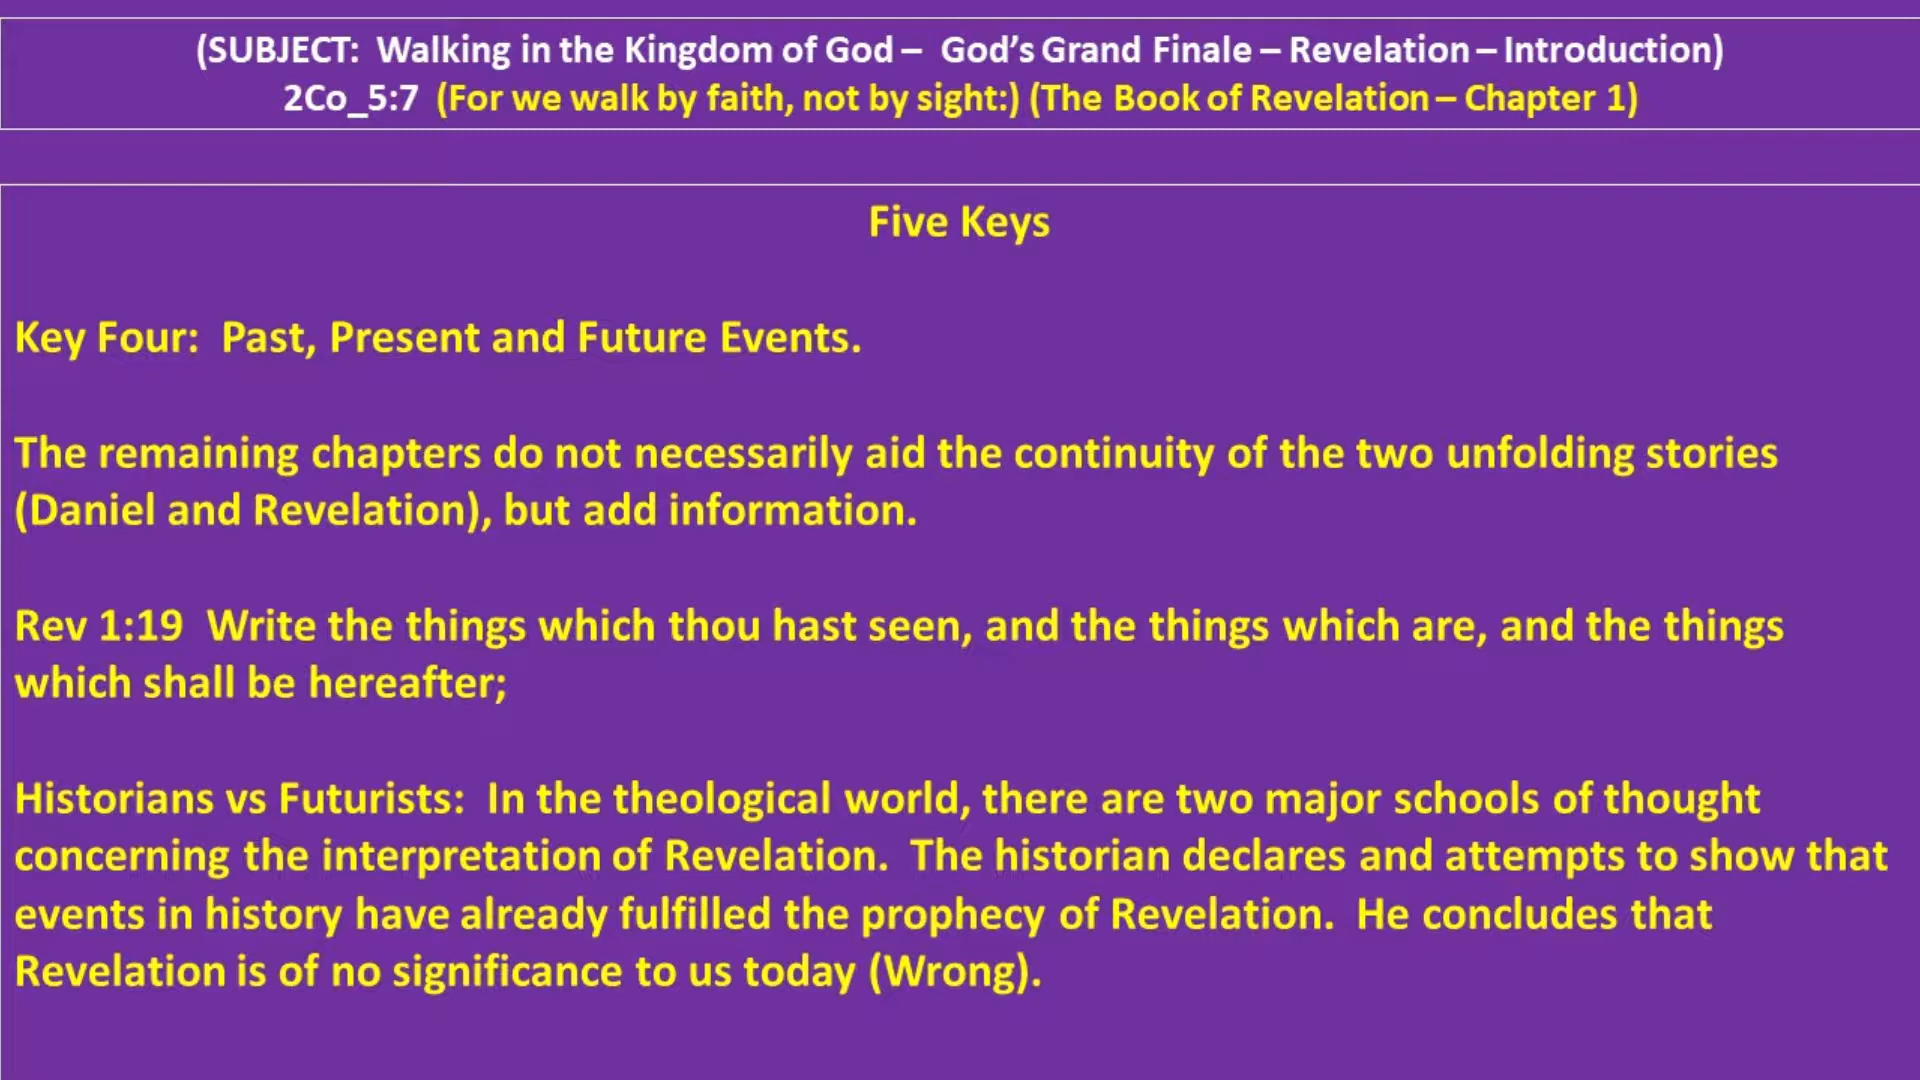 (SUBJECT:  Walking in the Kingdom of God –  God’s Grand Finale – Revelation – Introduction)
2Co_5:7  (For we walk by faith, not by sight:) (The Book of Revelation – Chapter 1)
Five Keys
Key Four:  Past, Present and Future Events.
The remaining chapters do not necessarily aid the continuity of the two unfolding stories
(Daniel and Revelation), but add information.
Rev 1:19  Write the things which thou hast seen, and the things which are, and the things
which shall be hereafter;
Historians vs Futurists:  In the theological world, there are two major schools of thought
concerning the interpretation of Revelation.  The historian declares and attempts to show that
events in history have already fulfilled the prophecy of Revelation.  He concludes that
Revelation is of no significance to us today (Wrong).